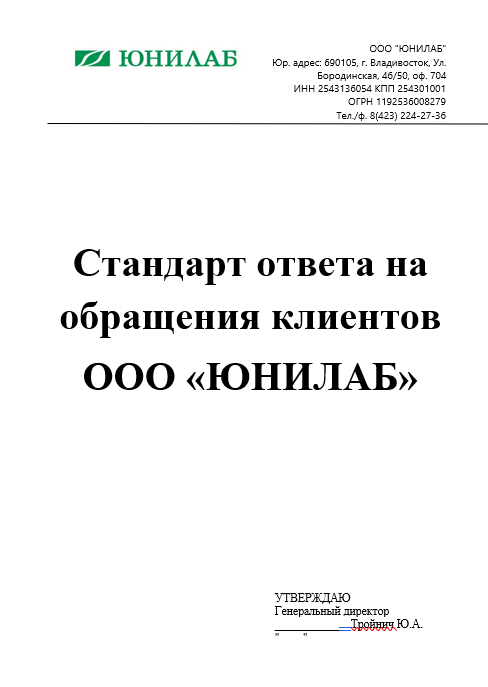 ЮНИЛАБ
ООО "ЮНИЛАБ"
Юр. адрес: 690105, г. Владивосток, Ул.
Бородинская, 46/50, оф. 704
ИНН 2543136054 КПП 254301001
ОГРН 1192536008279
Тел./ф. 8(423) 224-27-36
Стандарт ответа на
обращения клиентов
ООО «ЮНИЛАБ»
УТВЕРЖДАЮ
Генеральный директор
_____________Тройнич Ю.А.
"        "